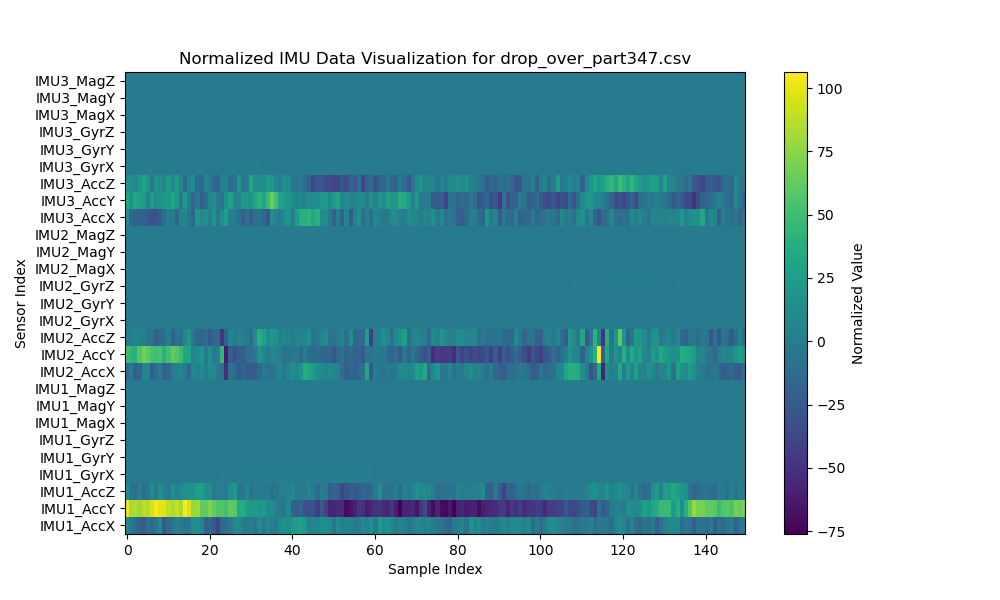 Normalized IMU Data Visualization for drop_over_part347.csv
IMU3_MagZ
IMU3_MagY
IMU3_MagX
IMU3_GyrZ
IMU3_GyrY
IMU3_GyrX
IMU3_AccZ
IMU3_AccY
IMU3_AccX
IMU2_MagZ
IMU2_MagY
IMU2_MagX
IMU2_GyrZ
IMU2_GyrY
IMU2_GyrX
IMU2_AccZ
IMU2_AccY
IMU2_AccX
IMU1_MagZ
IMU1_MagY
IMU1_MagX
IMU1_GyrZ
IMU1_GyrY
IMU1_GyrX
IMU1_AccZ
IMU1_AccY
IMU1_AccX
Sensor Index
0 20 40 60 80 100 120 140
Sample Index
100
75
50
25
0
−25
−50
−75
Normalized Value